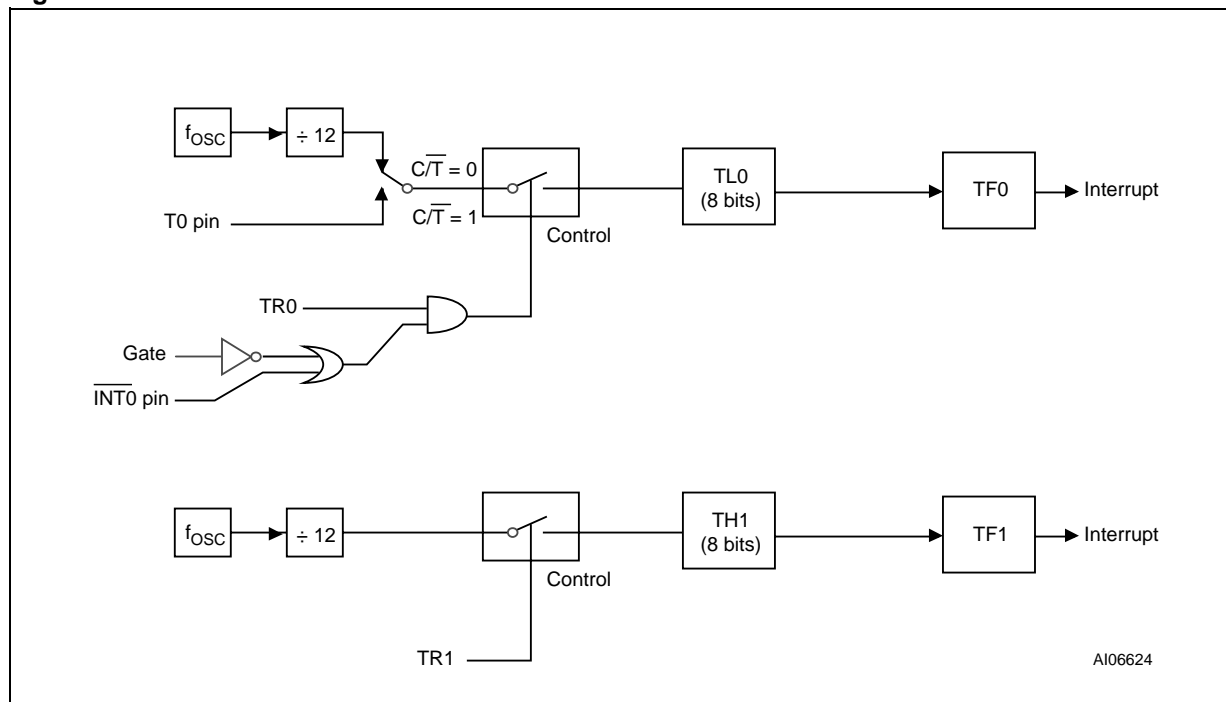 fOSC
÷ 12
C/T̅ = 0
TL0
(8 bits)
TF0
Interrupt
T0 pin
C/T̅ = 1
Control
TR0
Gate
I̅N̅T̅0̅ pin
fOSC
÷ 12
TH1
(8 bits)
TF1
Interrupt
Control
TR1
AI06624